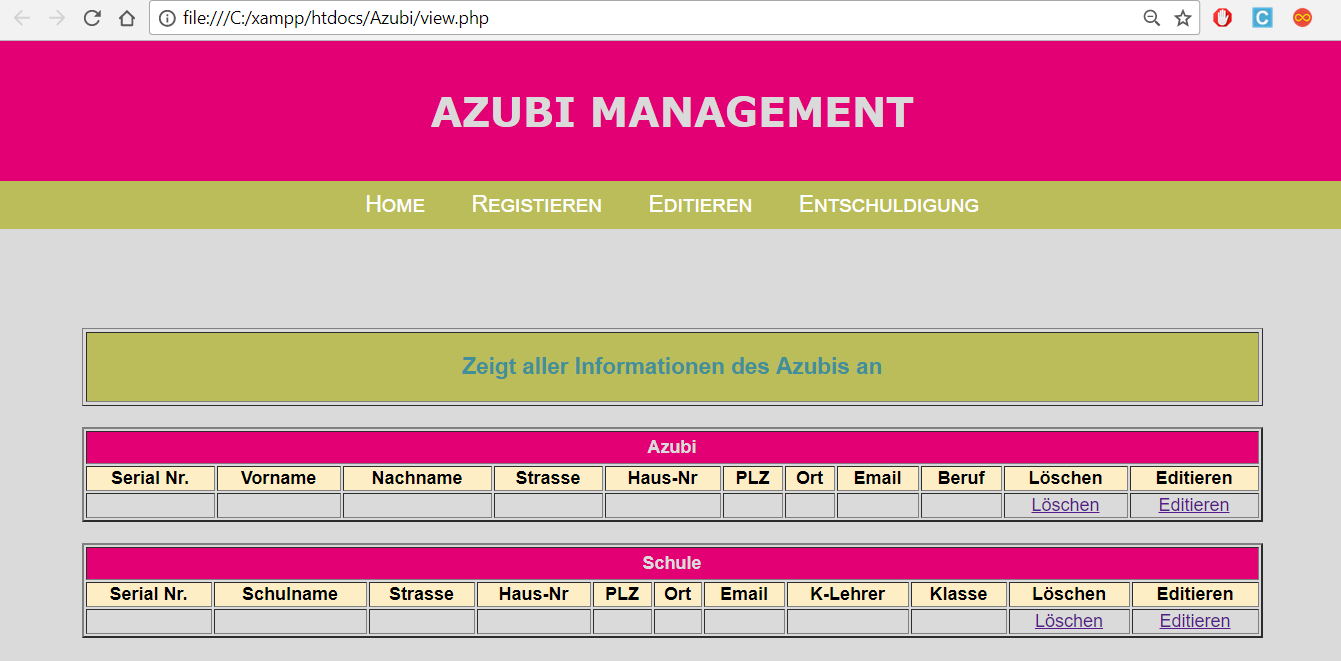 file:///C:/xampp/htdocs/Azubi/view.php
C
AZUBI MANAGEMENT
HOME REGISTRIEREN EDITIEREN ENTSCHULDIGUNG
Zeigt aller Informationen des Azubis an
Azubi
Serial Nr. Vorname Nachname Strasse Haus-Nr PLZ Ort Email Beruf Löschen Editieren
Löschen Editieren
Schule
Serial Nr. Schulname Strasse Haus-Nr PLZ Ort Email K-Lehrer Klasse Löschen Editieren
Löschen Editieren